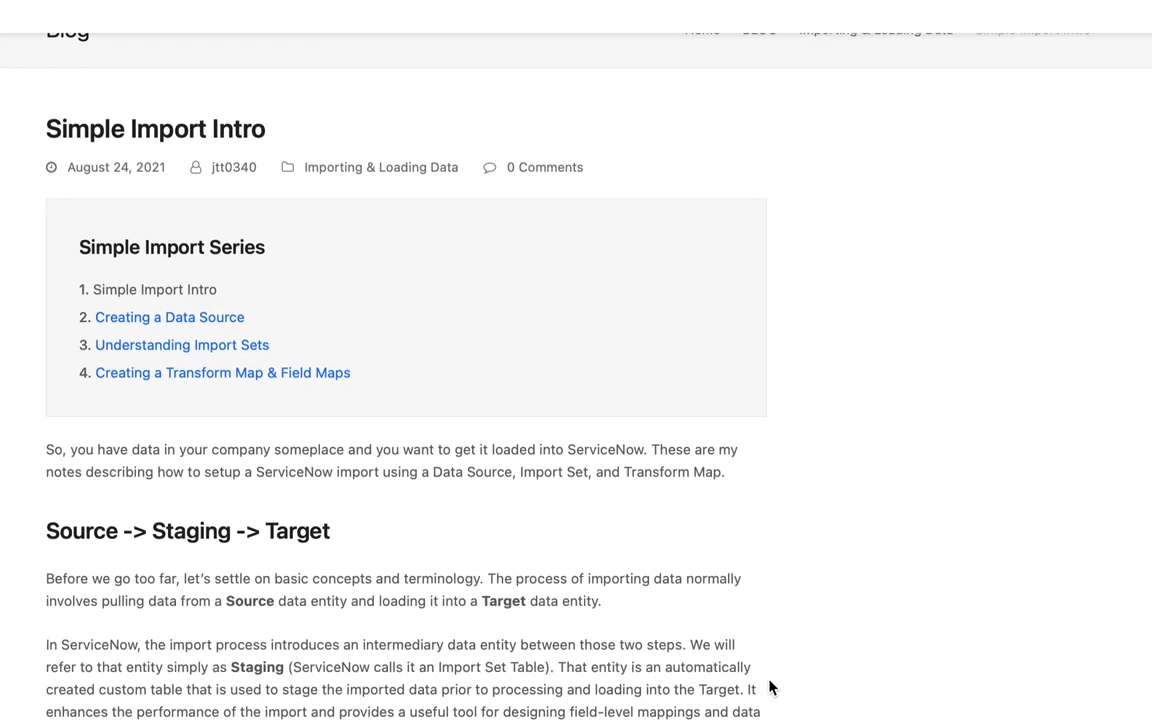 Blog
Home BLOG Importing & Loading Data Simple Import Intro
Simple Import Intro
August 24, 2021 jtt0340 Importing & Loading Data 0 Comments
Simple Import Series
1. Simple Import Intro
2. Creating a Data Source
3. Understanding Import Sets
4. Creating a Transform Map & Field Maps
So, you have data in your company someplace and you want to get it loaded into ServiceNow. These are my
notes describing how to setup a ServiceNow import using a Data Source, Import Set, and Transform Map.
Source -> Staging -> Target
Before we go too far, let's settle on basic concepts and terminology. The process of importing data normally
involves pulling data from a Source data entity and loading it into a Target data entity.
In ServiceNow, the import process introduces an intermediary data entity between those two steps. We will
refer to that entity simply as Staging (ServiceNow calls it an Import Set Table). That entity is an automatically
created custom table that is used to stage the imported data prior to processing and loading into the Target. It
enhances the performance of the import and provides a useful tool for designing field-level mappings and data